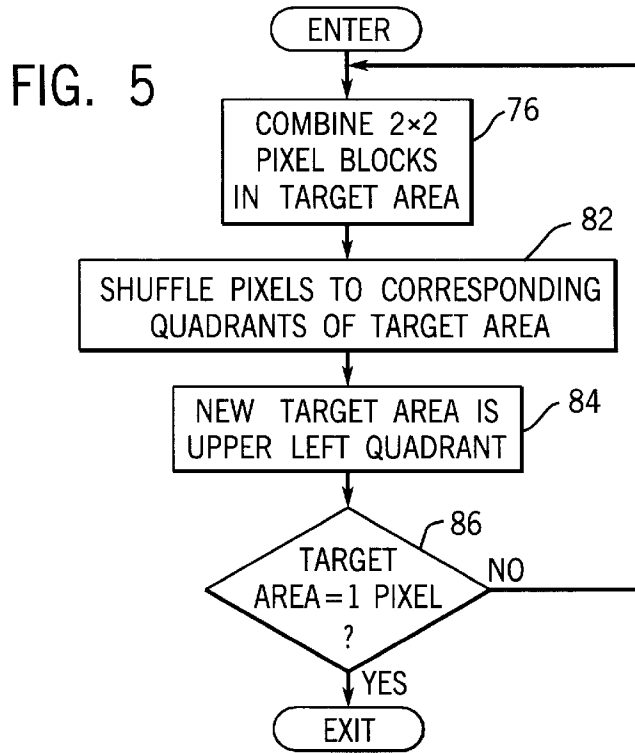 ENTER
FIG. 5
COMBINE 2×2
PIXEL BLOCKS
IN TARGET AREA
76
82
SHUFFLE PIXELS TO CORRESPONDING
QUADRANTS OF TARGET AREA
NEW TARGET AREA IS
UPPER LEFT QUADRANT
84
86
TARGET
AREA=1 PIXEL
?
NO
YES
EXIT